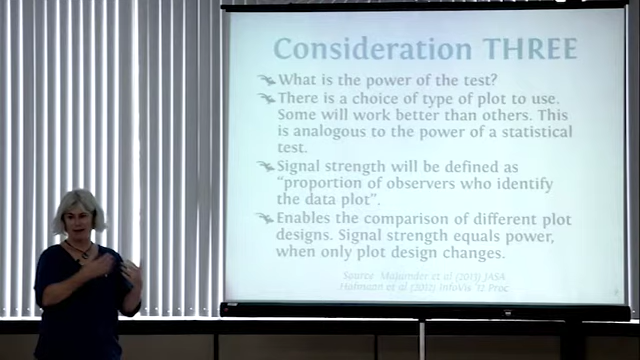 Consideration THREE
What is the power of the test?
There is a choice of type of plot to use.
Some will work better than others. This
is analogous to the power of a statistical
test.
Signal strength will be defined as
"proportion of observers who identify
the data plot".
Enables the comparison of different plot
designs. Signal strength equals power,
when only plot design changes.
Source Majumder et al (2013) JASA
Hofmann et al (2012) InfoVis '12 Proc